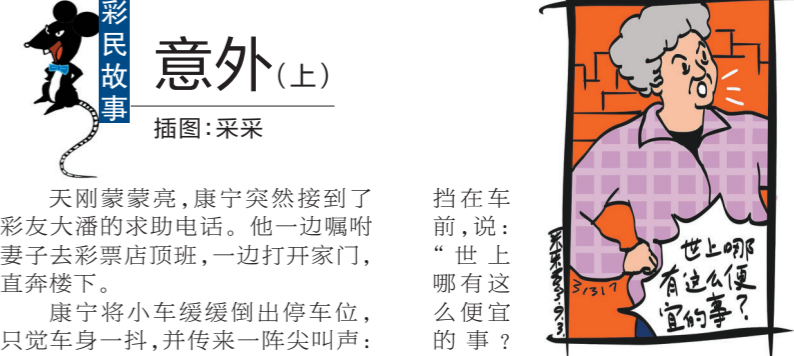 彩民故事
意外(上)
插图:采采
天刚蒙蒙亮,康宁突然接到了
彩友大潘的求助电话。他一边嘱咐
妻子去彩票店顶班,一边打开家门,
直奔楼下。
康宁将小车缓缓倒出停车位,
只觉车身一抖,并传来一阵尖叫声:
挡在车
前,说:
“世上
哪有这
么便宜
的事?
世上哪
有这么便
宜的事?